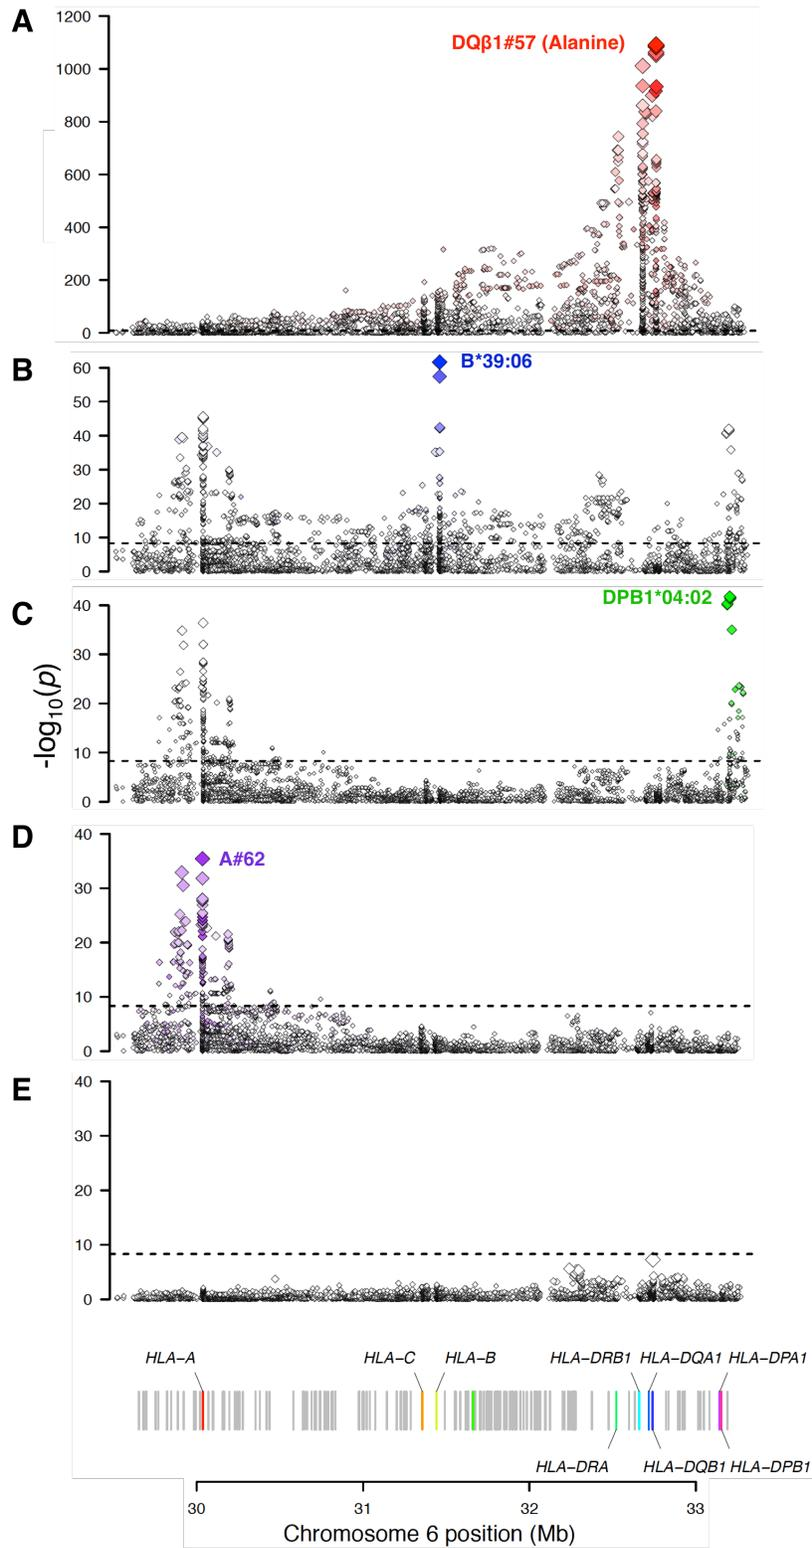 A
1200
1000
800
600
400
200
0
DQβ1#57 (Alanine)
B
60
50
40
30
20
10
0
B*39:06
C
40
30
20
10
0
DPB1*04:02
-log10(p)
D
40
30
20
10
0
A#62
E
40
30
20
10
0
HLA−A HLA−C HLA−B HLA−DRB1 HLA−DQA1 HLA−DPA1
HLA−DRA HLA−DQB1 HLA−DPB1
30 31 32 33
Chromosome 6 position (Mb)